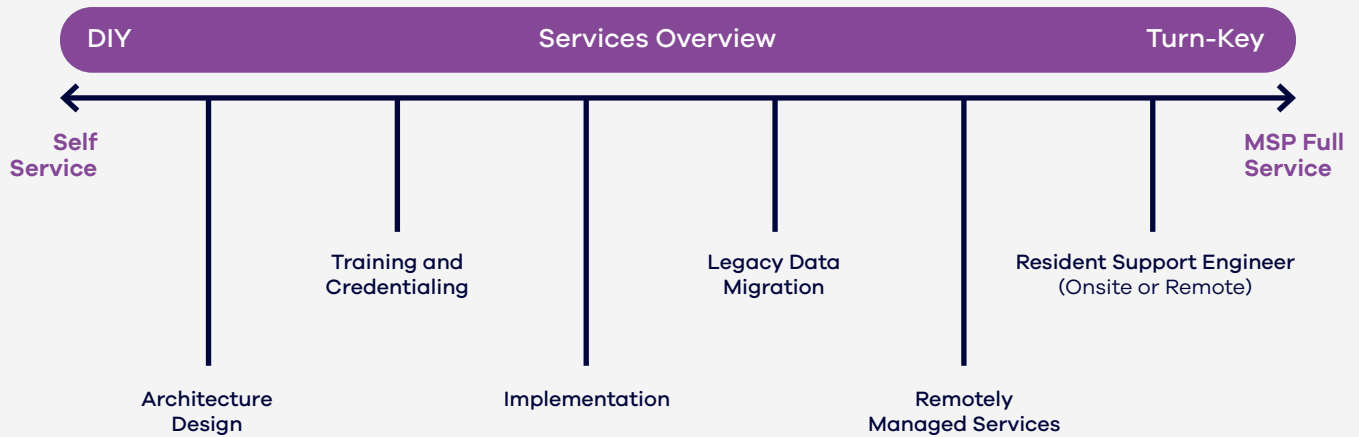 DIY Services Overview Turn-Key
Self
Service
MSP Full
Service
Training and
Credentialing
Legacy Data
Migration
Resident Support Engineer
(Onsite or Remote)
Architecture
Design
Implementation
Remotely
Managed Services